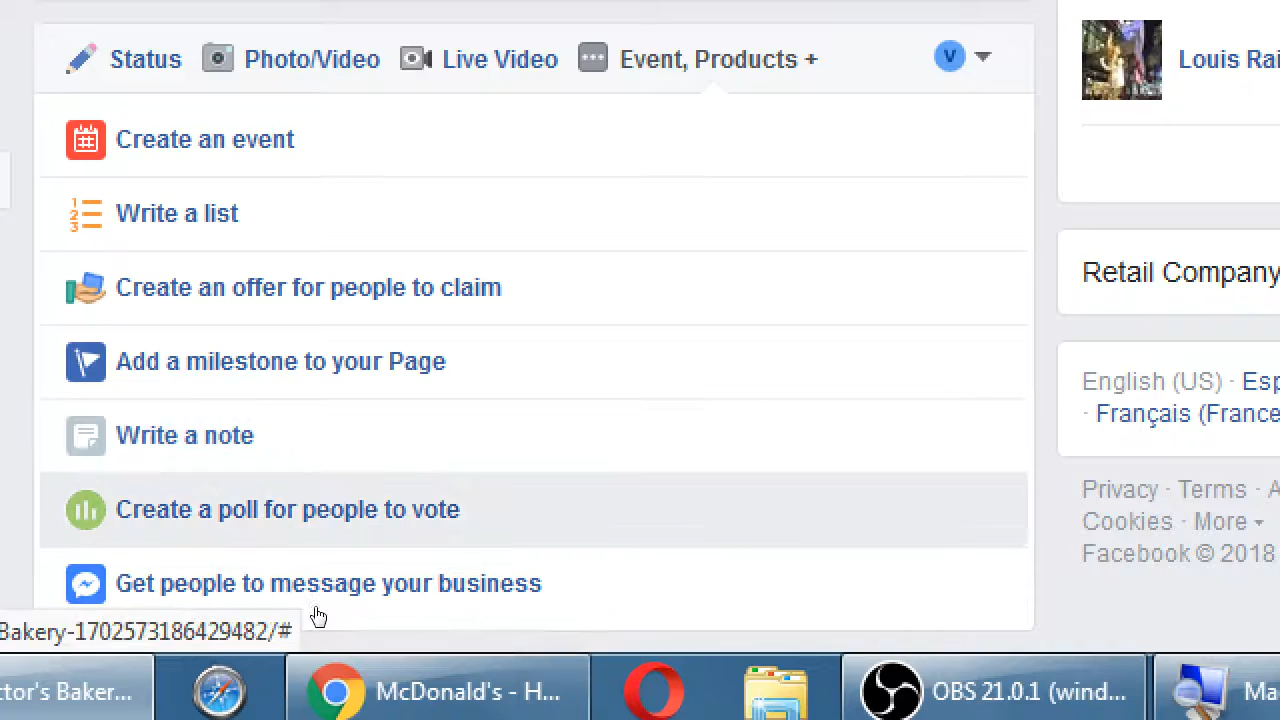 Status Photo/Video Live Video Event, Products + V
Create an event
Write a list
Create an offer for people to claim
Add a milestone to your Page
Write a note
Create a poll for people to vote
Get people to message your business
Bakery-1702573186429482/#
Louis Rai
Retail Company
English (US) · Esp
· Français (France
Privacy · Terms · A
Cookies · More
Facebook © 2018
ctor's Baker... McDonald's - H... OBS 21.0.1 (wind... Ma